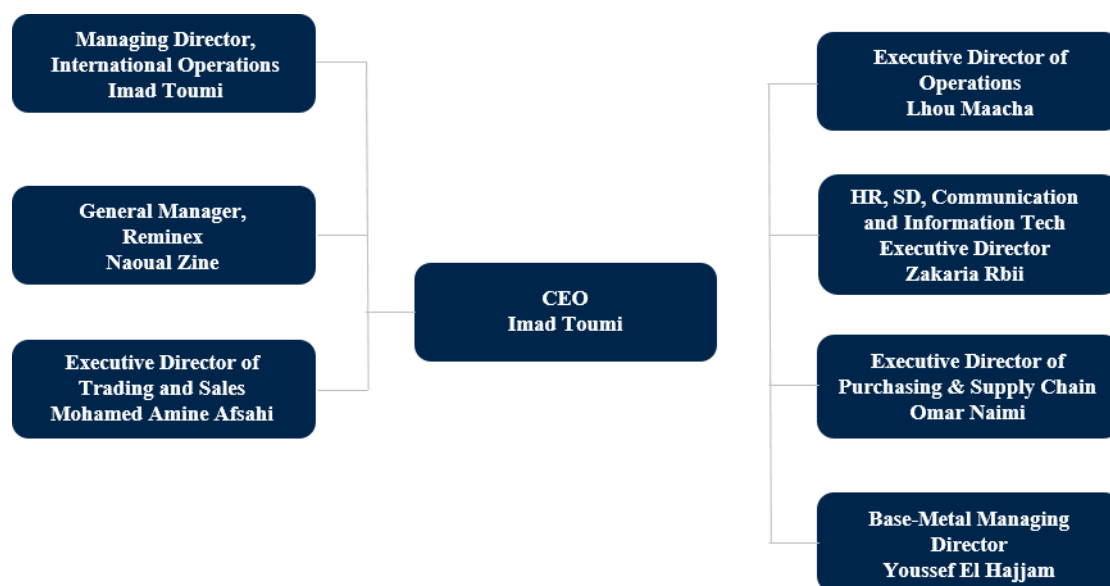 Managing Director,
International Operations
Imad Toumi
General Manager,
Reminex
Naoual Zine
Executive Director of
Trading and Sales
Mohamed Amine Afsahi
CEO
Imad Toumi
Executive Director of
Operations
Lhou Maacha
HR, SD, Communication
and Information Tech
Executive Director
Zakaria Rbii
Executive Director of
Purchasing & Supply Chain
Omar Naimi
Base-Metal Managing
Director
Youssef El Hajjam